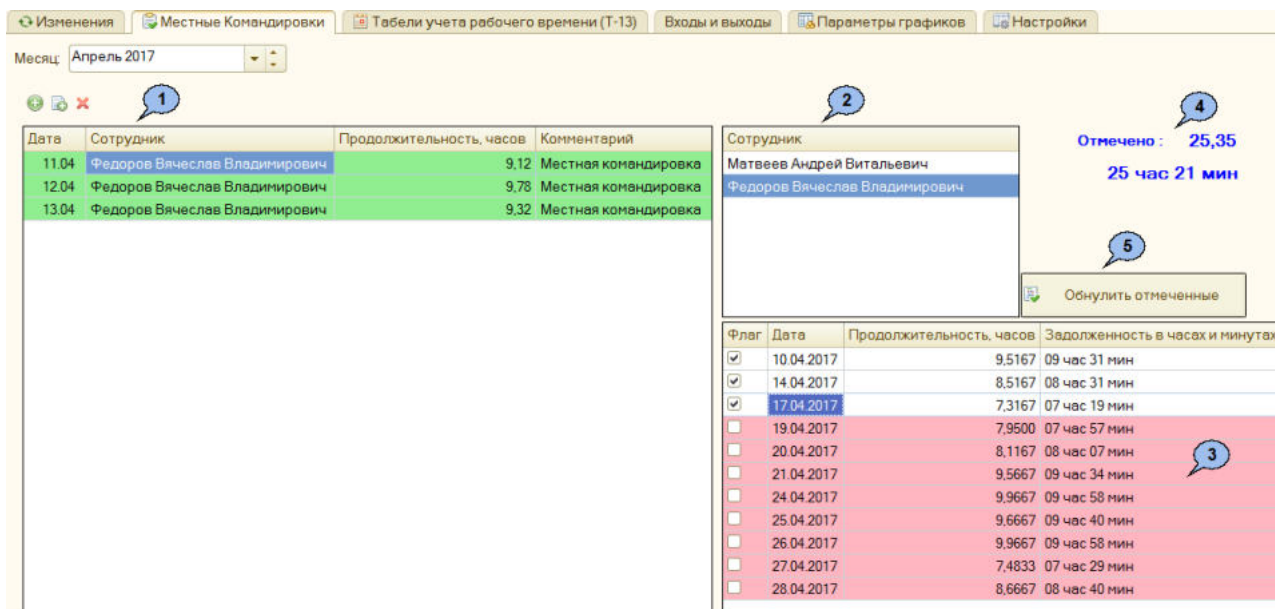 Изменения Местные Командировки Табели учета рабочего времени (Т-13) Входы и выходы Параметры графиков Настройки
Месяц: Апрель 2017
1
2
4
Дата Сотрудник Продолжительность, часов Комментарий
11.04 Федоров Вячеслав Владимирович 9,12 Местная командировка
12.04 Федоров Вячеслав Владимирович 9,78 Местная командировка
13.04 Федоров Вячеслав Владимирович 9,32 Местная командировка
Сотрудник
Матвеев Андрей Витальевич
Федоров Вячеслав Владимирович
Отмечено : 25,35
25 час 21 мин
5
Обнулить отмеченные
Флаг Дата Продолжительность, часов Задолженность в часах и минутах
10.04.2017 9,5167 09 час 31 мин
14.04.2017 8,5167 08 час 31 мин
17.04.2017 7,3167 07 час 19 мин
19.04.2017 7,9500 07 час 57 мин
20.04.2017 8,1167 08 час 07 мин
3
21.04.2017 9,5667 09 час 34 мин
24.04.2017 9,9667 09 час 58 мин
25.04.2017 9,6667 09 час 40 мин
26.04.2017 9,9667 09 час 58 мин
27.04.2017 7,4833 07 час 29 мин
28.04.2017 8,6667 08 час 40 мин